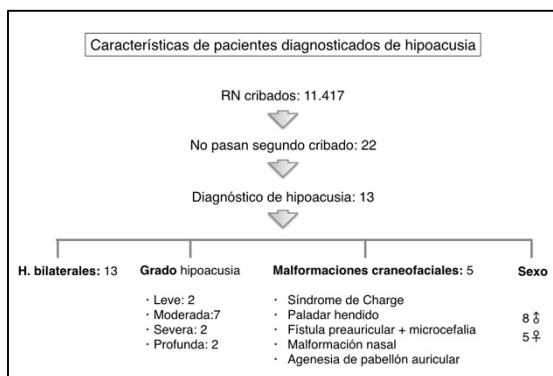 Características de pacientes diagnosticados de hipoacusia
RN cribados: 11.417
No pasan segundo cribado: 22
Diagnóstico de hipoacusia: 13
H. bilaterales: 13
Grado hipoacusia
· Leve: 2
· Moderada:7
· Severa: 2
· Profunda: 2
Malformaciones craneofaciales: 5
· Síndrome de Charge
· Paladar hendido
· Fístula preauricular + microcefalia
· Malformación nasal
· Agenesia de pabellón auricular
Sexo
8 ♂
5 ♀